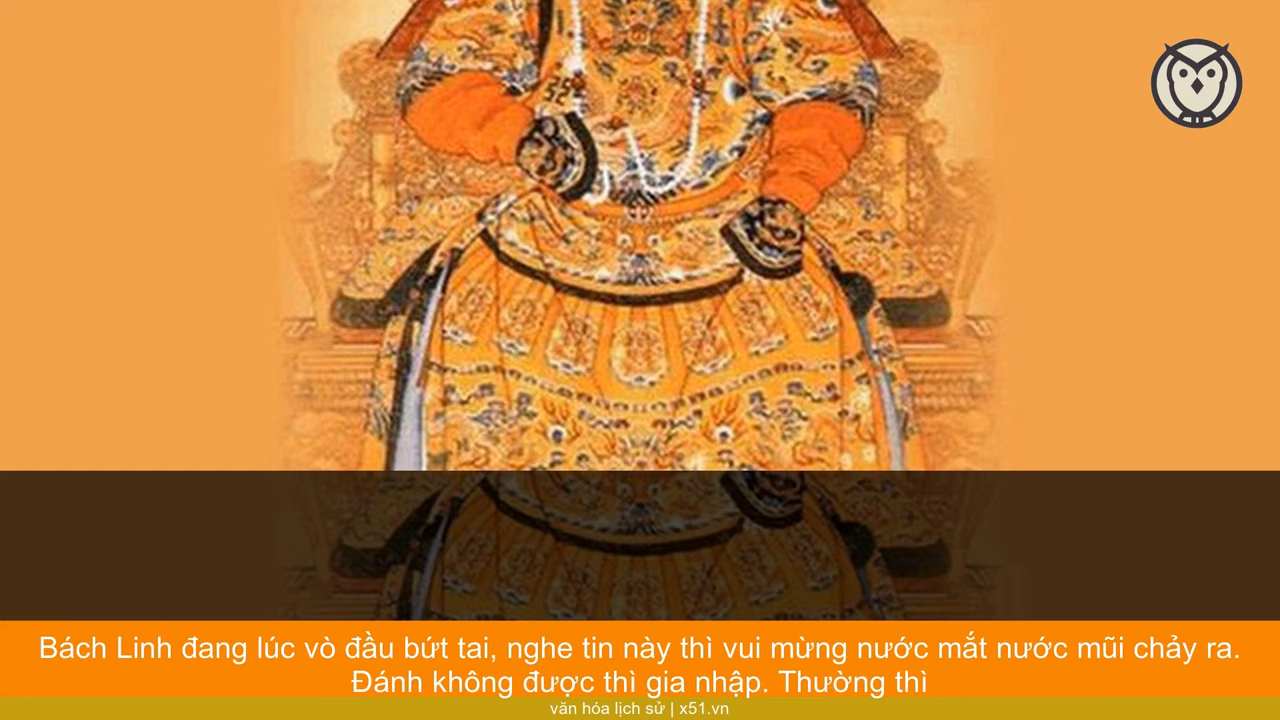 Bách Linh đang lúc vò đầu bứt tai, nghe tin này thì vui mừng nước mắt nước mũi chảy ra.
Đánh không được thì gia nhập. Thường thì
văn hóa lịch sử | x51.vn